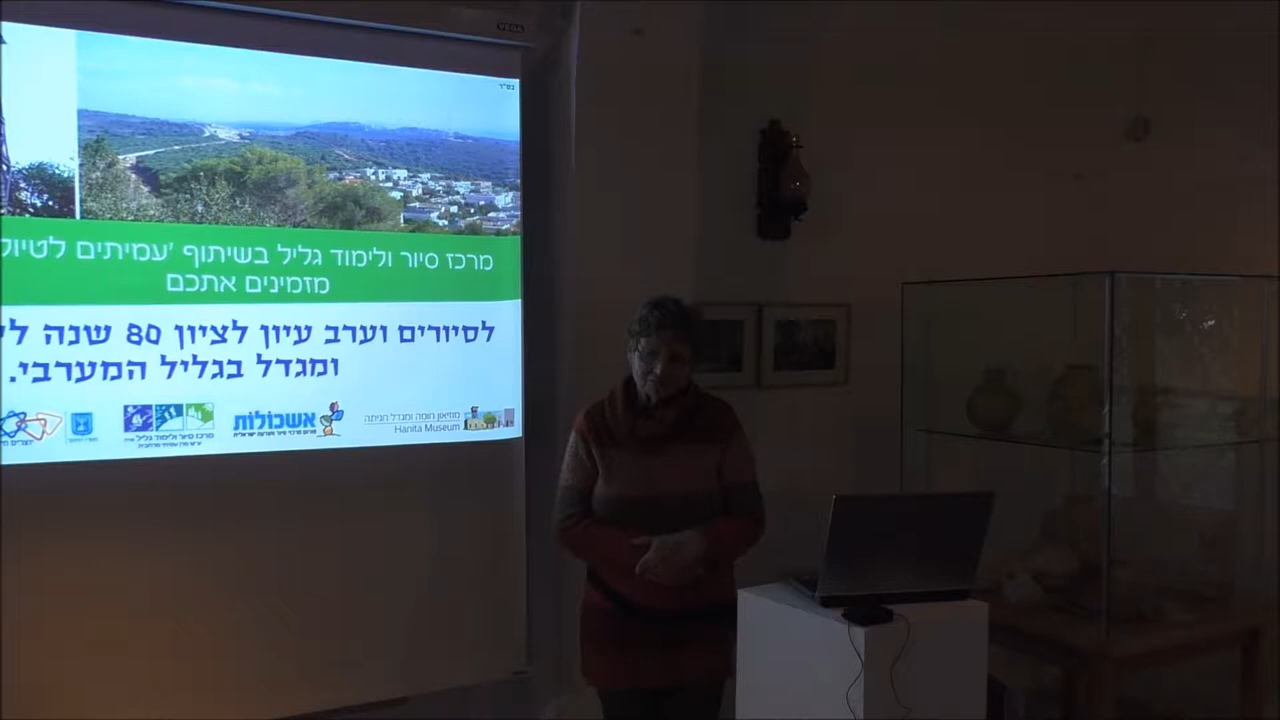 VEGA
בס"ד
מרכז סיור ולימוד גליל בשיתוף 'עמיתים לטיול
מזמינים אתכם
לסיורים וערב עיון לציון 80 שנה
ומגדל בגליל המערבי.
מוזיאון חומה ומגדל חניתה
Hanita Museum
אשכולות
מרכז סיור ולימוד גליל